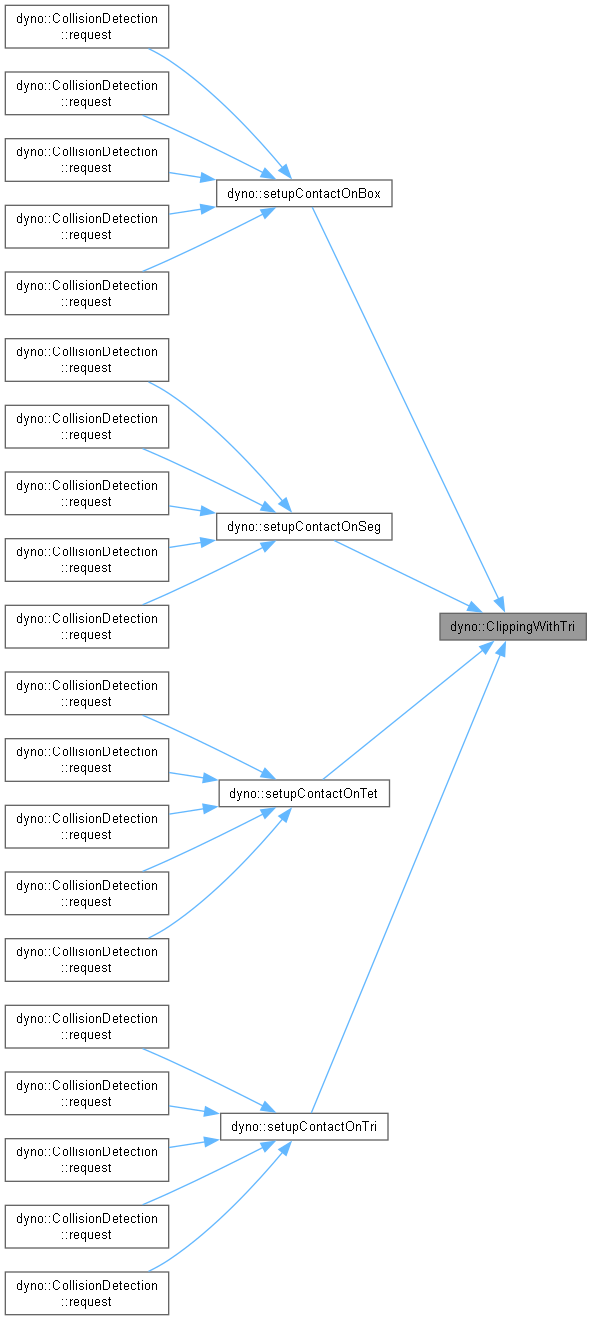 dyno::CollisionDetection
::request
dyno::CollisionDetection
::request
dyno::CollisionDetection
::request
dyno::CollisionDetection
::request
dyno::CollisionDetection
::request
dyno::setupContactOnBox
dyno::CollisionDetection
::request
dyno::CollisionDetection
::request
dyno::CollisionDetection
::request
dyno::CollisionDetection
::request
dyno::CollisionDetection
::request
dyno::setupContactOnSeg
dyno::ClippingWithTri
dyno::CollisionDetection
::request
dyno::CollisionDetection
::request
dyno::CollisionDetection
::request
dyno::CollisionDetection
::request
dyno::CollisionDetection
::request
dyno::setupContactOnTet
dyno::CollisionDetection
::request
dyno::CollisionDetection
::request
dyno::CollisionDetection
::request
dyno::CollisionDetection
::request
dyno::CollisionDetection
::request
dyno::setupContactOnTri